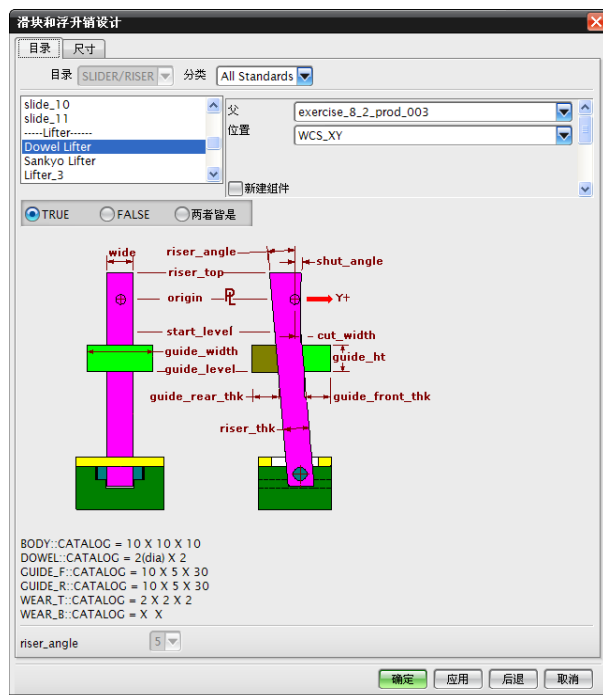 滑块和浮升销设计
目录 尺寸
目录 SLIDER/RISER 分类 All Standards
slide_10
slide_11
-----Lifter------
Dowel Lifter
Sankyo Lifter
Lifter_3
父 exercise_8_2_prod_003
位置 WCS_XY
新建组件
TRUE FALSE 两者皆是
wide riser_angle shut_angle
riser_top
origin PL Y+
start_level cut_width
guide_width guide_ht
guide_level
guide_rear_thk guide_front_thk
riser_thk
BODY::CATALOG = 10 X 10 X 10
DOWEL::CATALOG = 2(dia) X 2
GUIDE_F::CATALOG = 10 X 5 X 30
GUIDE_R::CATALOG = 10 X 5 X 30
WEAR_T::CATALOG = 2 X 2 X 2
WEAR_B::CATALOG = X X
riser_angle 5
确定 应用 后退 取消